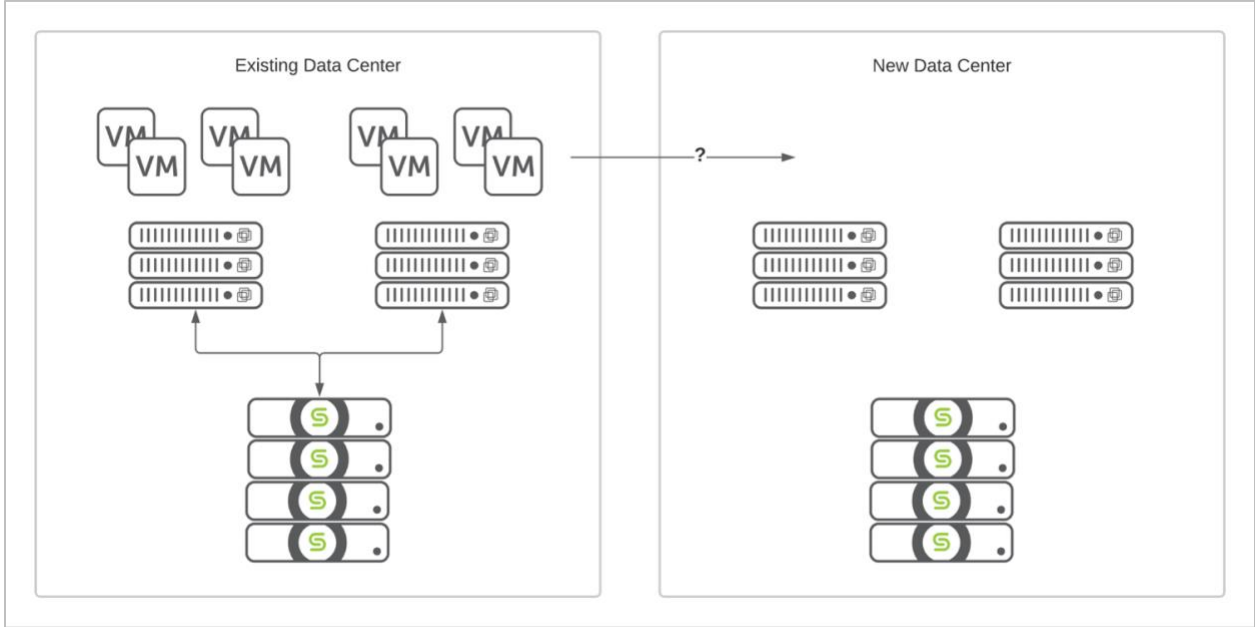 Existing Data Center
New Data Center
VM VM VM VM
VM VM VM VM
?